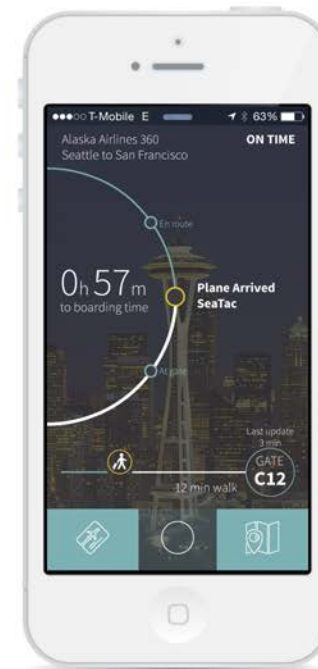 T-Mobile E 63%
Alaska Airlines 360 ON TIME
Seattle to San Francisco
En route
0h 57m
to boarding time
Plane Arrived
SeaTac
At gate
Last update
3 min
GATE
C12
12 min walk